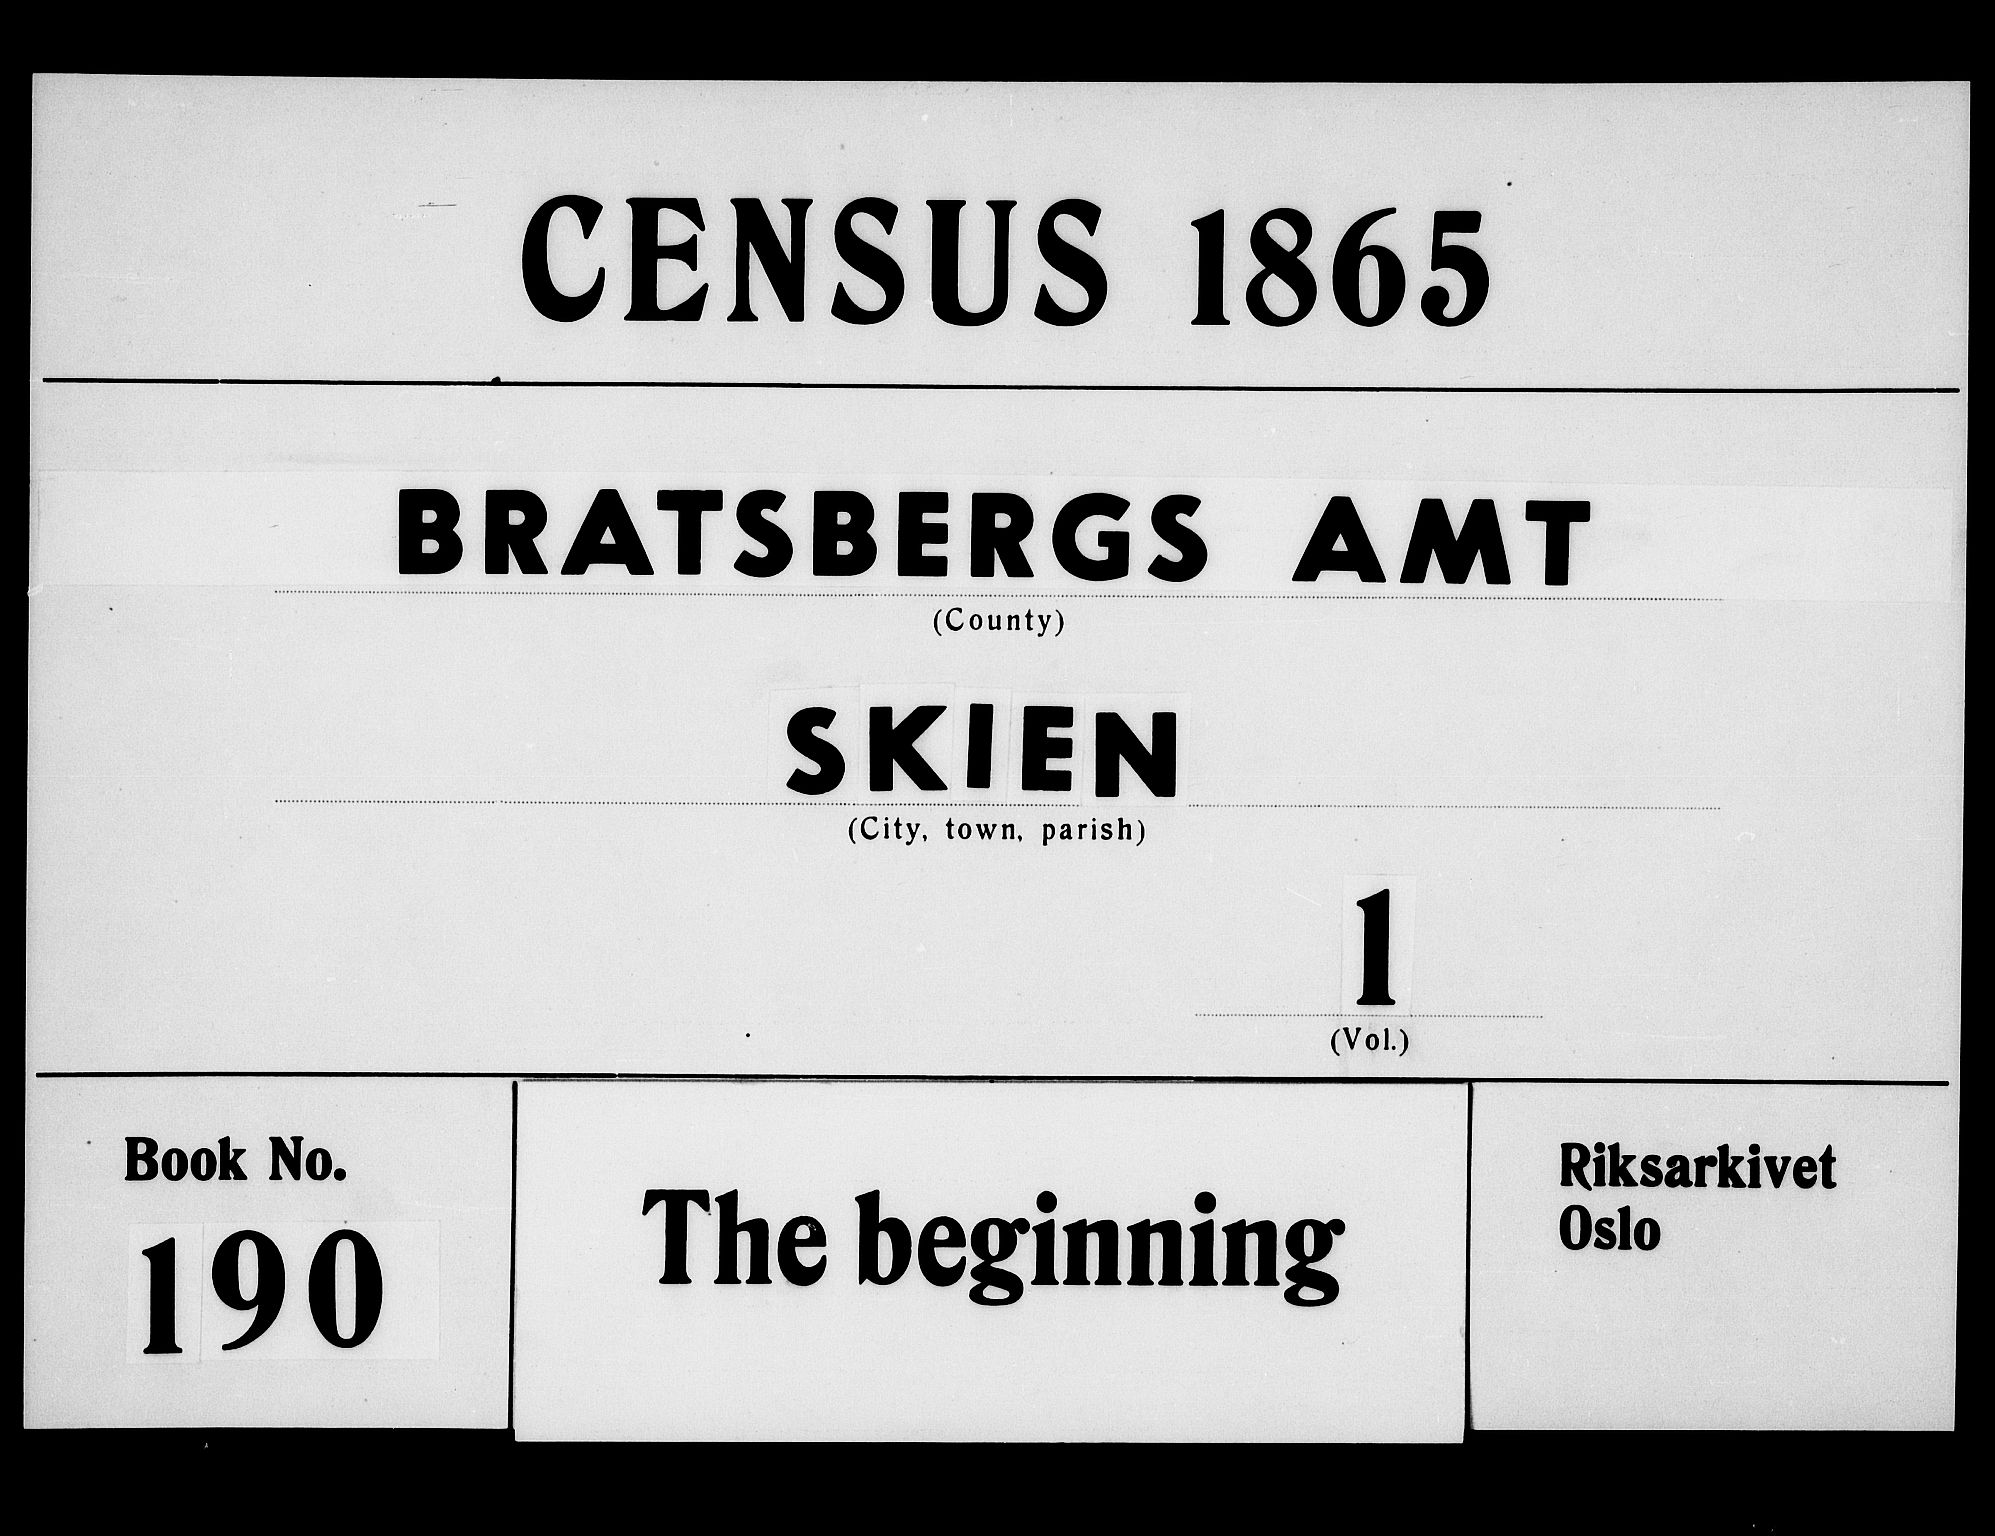 CENSUS 1865
BRATSBERGS AMT
(County)
SKIEN
(City, town, parish)
1
(Vol.)
Book No.
190
The beginning
Riksarkivet
Oslo